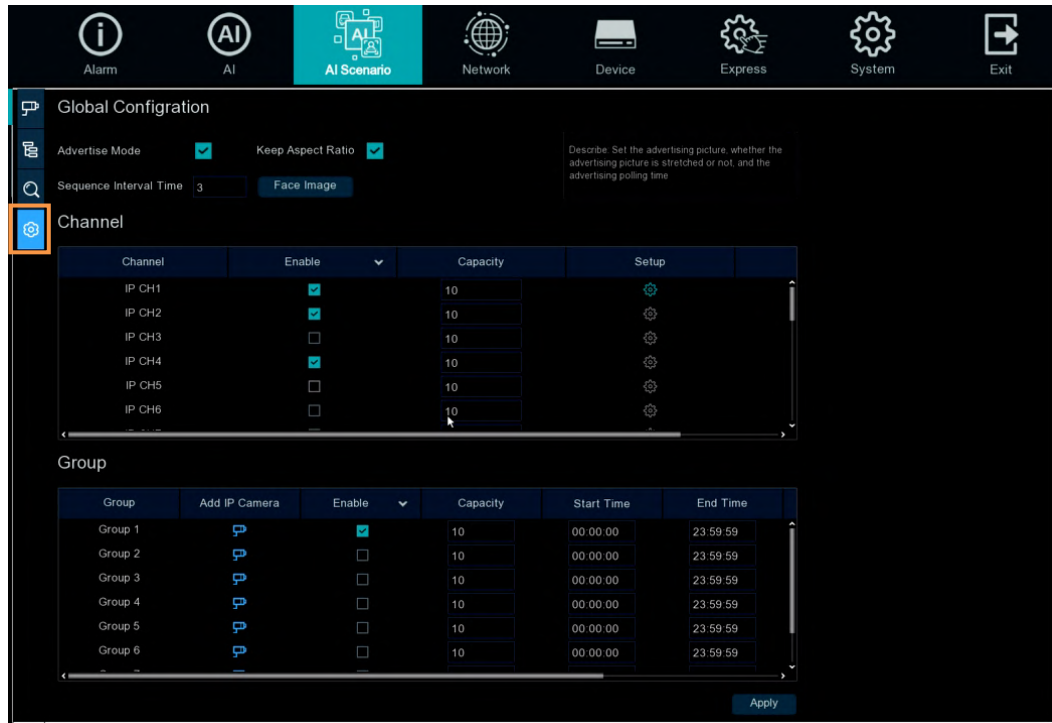 Alarm AI AI Scenario Network Device Express System Exit
Global Configration
Advertise Mode Keep Aspect Ratio
Describe: Set the advertising picture, whether the
advertising picture is stretched or not, and the
advertising polling time
Sequence Interval Time 3 Face Image
Channel
Channel Enable Capacity Setup
IP CH1 10
IP CH2 10
IP CH3 10
IP CH4 10
IP CH5 10
IP CH6 10
Group
Group Add IP Camera Enable Capacity Start Time End Time
Group 1 10 00:00:00 23:59:59
Group 2 10 00:00:00 23:59:59
Group 3 10 00:00:00 23:59:59
Group 4 10 00:00:00 23:59:59
Group 5 10 00:00:00 23:59:59
Group 6 10 00:00:00 23:59:59
Apply